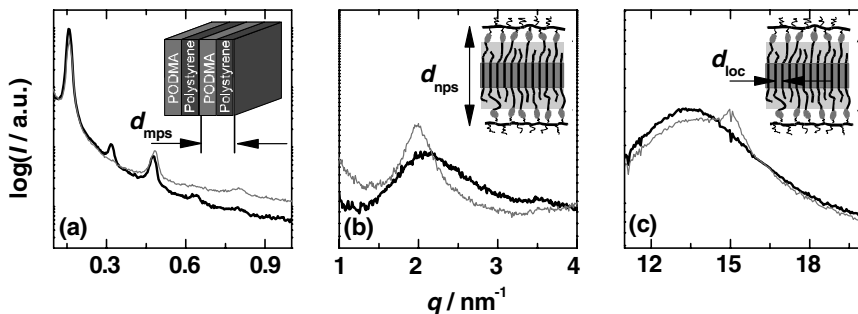 log(I / a.u.)
PODMA
Polystyrene
PODMA
Polystyrene
d_mps
(a)
0.3 0.6 0.9
d_nps
(b)
1 2 3 4
d_loc
(c)
12 15 18
q / nm⁻¹